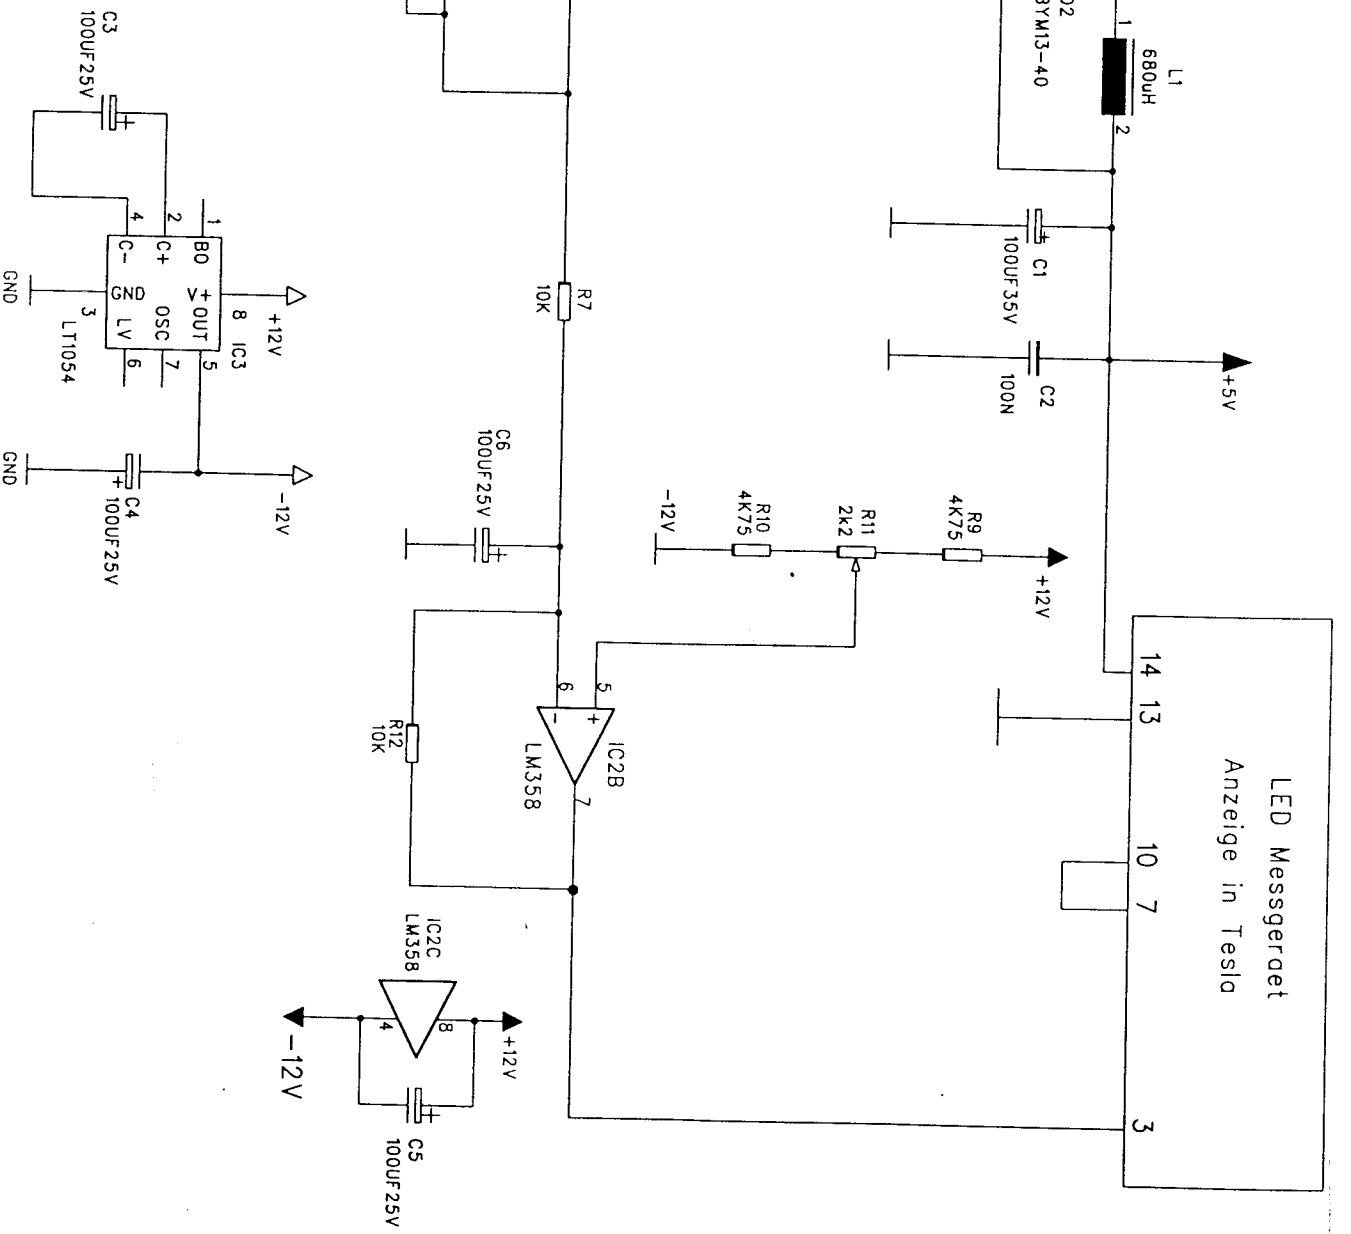 02
BYM13-40
1
L1
680uH
2
C1
100UF35V
C2
100N
+5V
C3
100UF25V
+
4
2
1
C-
C+
BO
GND
V+
OUT
OSC
LV
3
8
5
7
6
IC3
LT1054
GND
+12V
+
C4
100UF25V
GND
-12V
R7
10K
C6
100UF25V
+
-12V
R10
4K75
R11
2k2
R9
4K75
+12V
6
5
-
+
IC2B
LM358
7
R12
10K
IC2C
LM358
4
8
+12V
-12V
+
C5
100UF25V
14
13
10
7
3
LED Messgeraet
Anzeige in Tesla